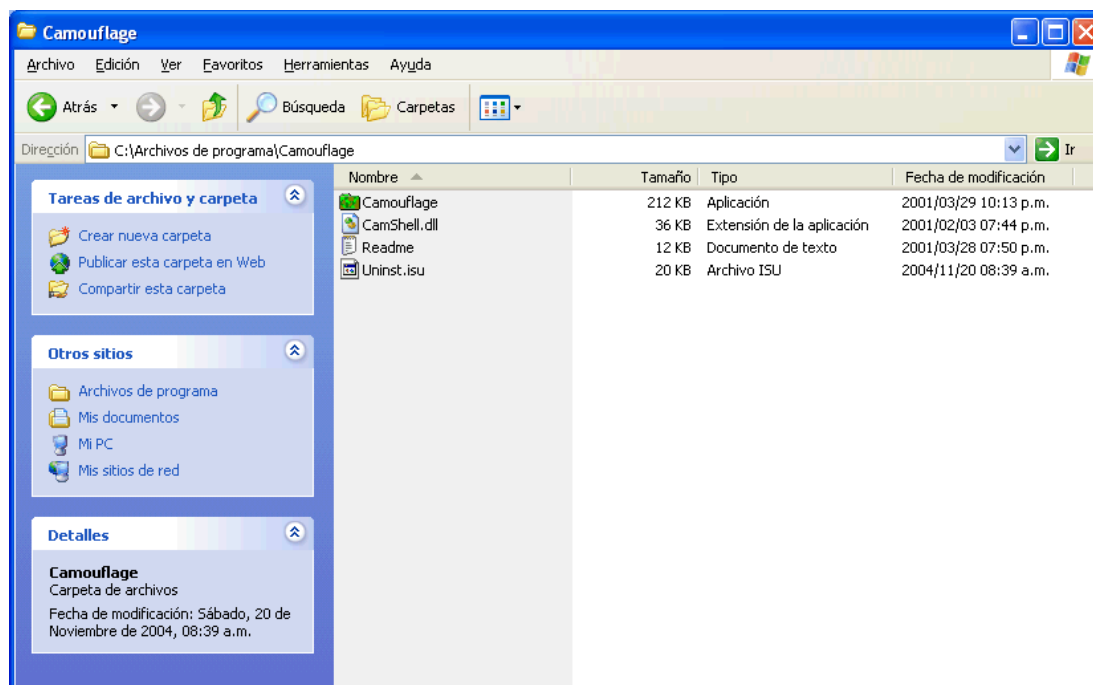 Camouflage
Archivo Edición Ver Favoritos Herramientas Ayuda
Atrás Búsqueda Carpetas
Dirección C:\Archivos de programa\Camouflage Ir
Nombre Tamaño Tipo Fecha de modificación
Camouflage 212 KB Aplicación 2001/03/29 10:13 p.m.
CamShell.dll 36 KB Extensión de la aplicación 2001/02/03 07:44 p.m.
Readme 12 KB Documento de texto 2001/03/28 07:50 p.m.
Uninst.isu 20 KB Archivo ISU 2004/11/20 08:39 a.m.
Tareas de archivo y carpeta
Crear nueva carpeta
Publicar esta carpeta en Web
Compartir esta carpeta
Otros sitios
Archivos de programa
Mis documentos
Mi PC
Mis sitios de red
Detalles
Camouflage
Carpeta de archivos
Fecha de modificación: Sábado, 20 de
Noviembre de 2004, 08:39 a.m.